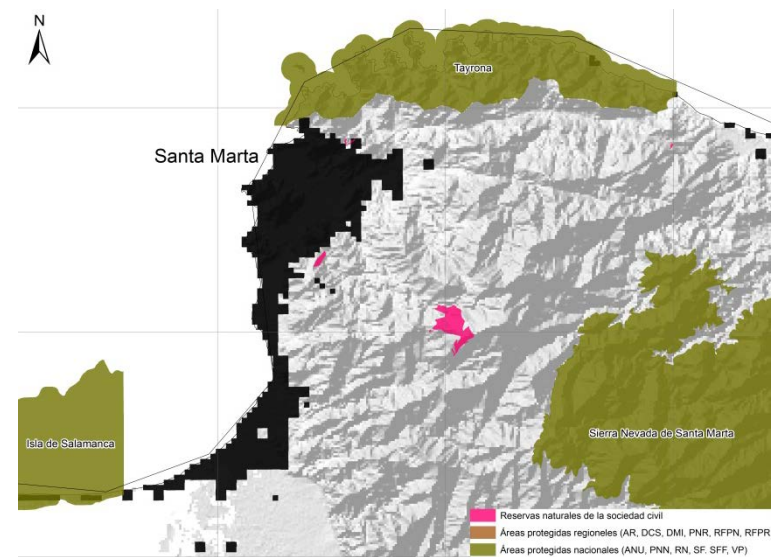 N
Tayrona
Santa Marta
Isla de Salamanca
Sierra Nevada de Santa Marta
Reservas naturales de la sociedad civil
Áreas protegidas regionales (AR, DCS, DMI, PNR, RFPN, RFPR
Áreas protegidas nacionales (ANU, PNN, RN, SF. SFF, VP)